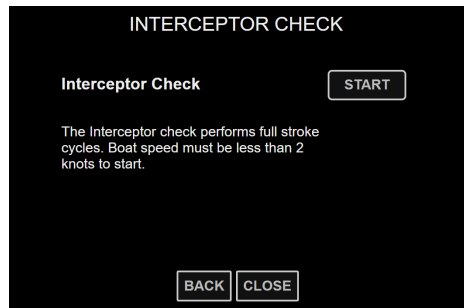 INTERCEPTOR CHECK
Interceptor Check
START
The Interceptor check performs full stroke
cycles. Boat speed must be less than 2
knots to start.
BACK
CLOSE